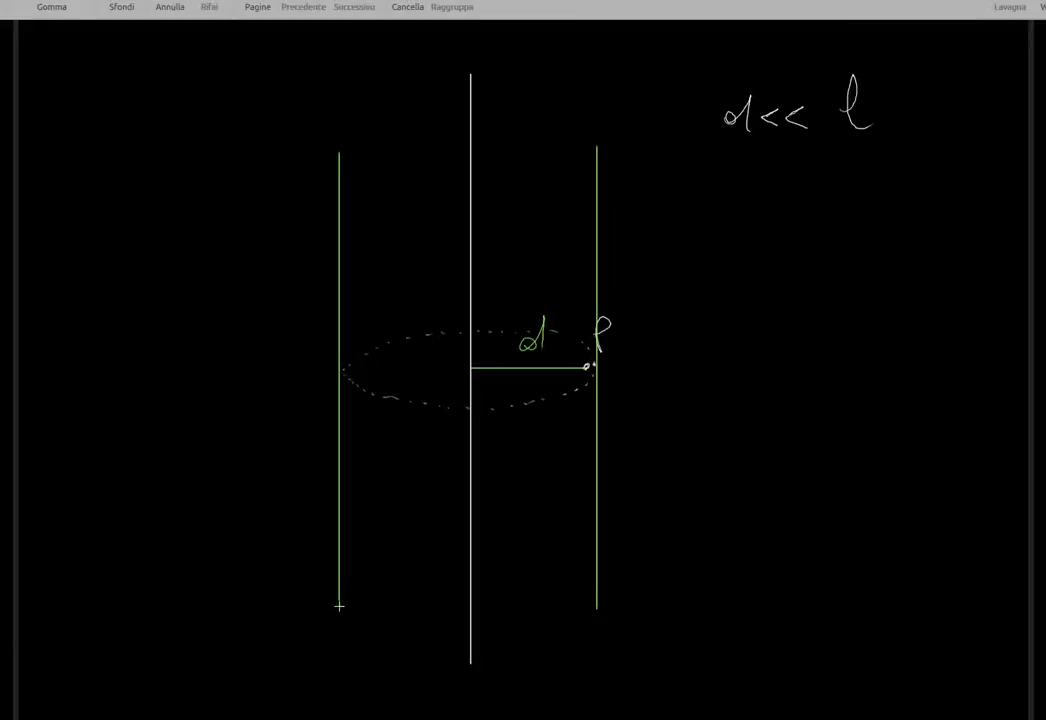 Gomma Sfondi Annulla Rifai Pagine Precedente Successivo Cancella Raggruppa Lavagna
d<< l
d P